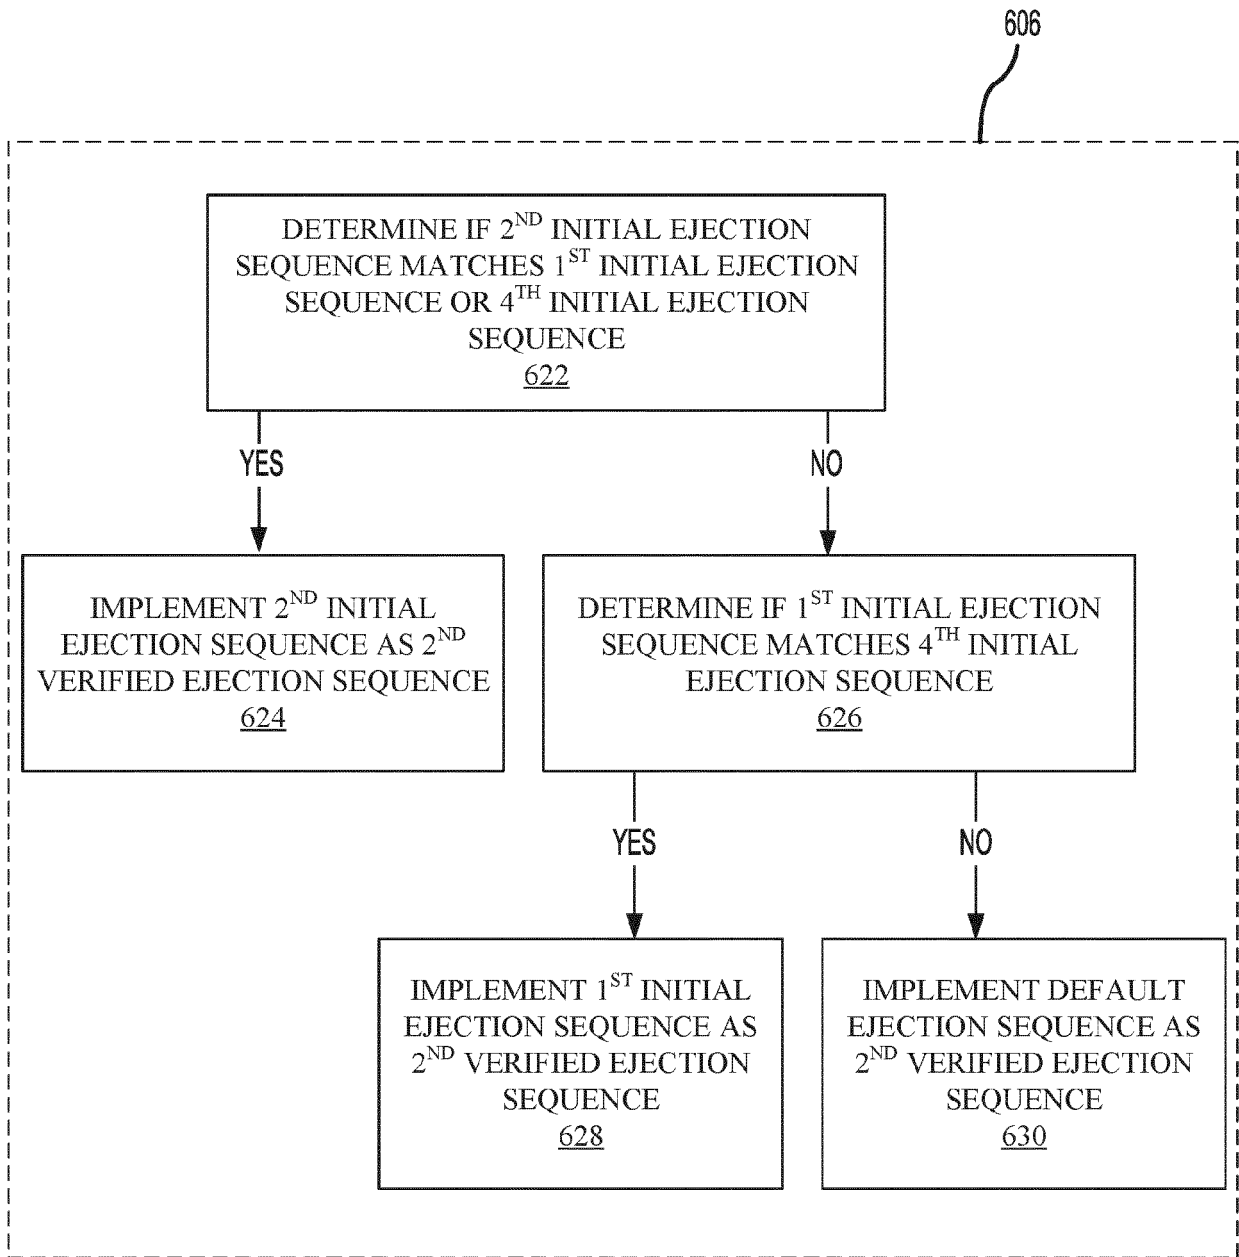 606
DETERMINE IF 2ND INITIAL EJECTION
SEQUENCE MATCHES 1ST INITIAL EJECTION
SEQUENCE OR 4TH INITIAL EJECTION
SEQUENCE
622
YES
NO
IMPLEMENT 2ND INITIAL
EJECTION SEQUENCE AS 2ND
VERIFIED EJECTION SEQUENCE
624
DETERMINE IF 1ST INITIAL EJECTION
SEQUENCE MATCHES 4TH INITIAL
EJECTION SEQUENCE
626
YES
NO
IMPLEMENT 1ST INITIAL
EJECTION SEQUENCE AS
2ND VERIFIED EJECTION
SEQUENCE
628
IMPLEMENT DEFAULT
EJECTION SEQUENCE AS
2ND VERIFIED EJECTION
SEQUENCE
630